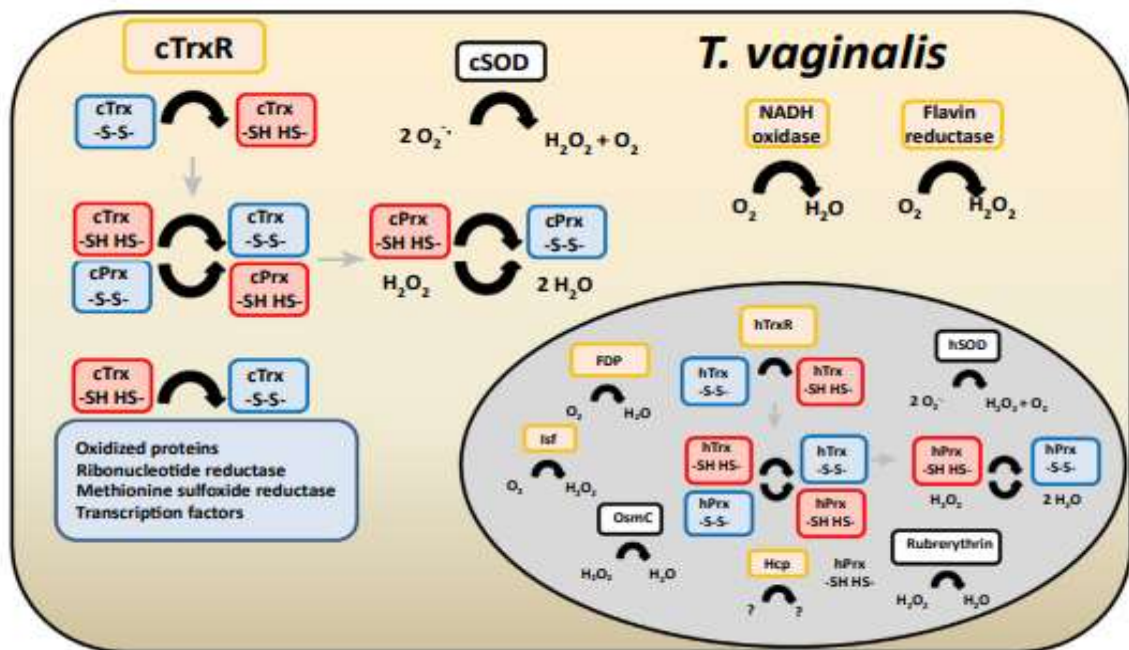 T. vaginalis
cTrxR
cTrx
-S-S-
cTrx
-SH HS-
cSOD
2 O₂⁻·
H₂O₂ + O₂
NADH
oxidase
O₂
H₂O
Flavin
reductase
O₂
H₂O₂
cTrx
-SH HS-
cTrx
-S-S-
cPrx
-S-S-
cPrx
-SH HS-
cPrx
-SH HS-
cPrx
-S-S-
H₂O₂
2 H₂O
cTrx
-SH HS-
cTrx
-S-S-
Oxidized proteins
Ribonucleotide reductase
Methionine sulfoxide reductase
Transcription factors
hTrxR
hTrx
-S-S-
hTrx
-SH HS-
hSOD
2 O₂⁻
H₂O₂ + O₂
FDP
O₂
H₂O
Isf
O₂
H₂O₂
hTrx
-SH HS-
hTrx
-S-S-
hPrx
-S-S-
hPrx
-SH HS-
hPrx
-SH HS-
hPrx
-S-S-
H₂O₂
2 H₂O
OsmC
H₂O₂
H₂O
Hcp
?
?
hPrx
-SH HS-
Rubrerythrin
H₂O₂
H₂O